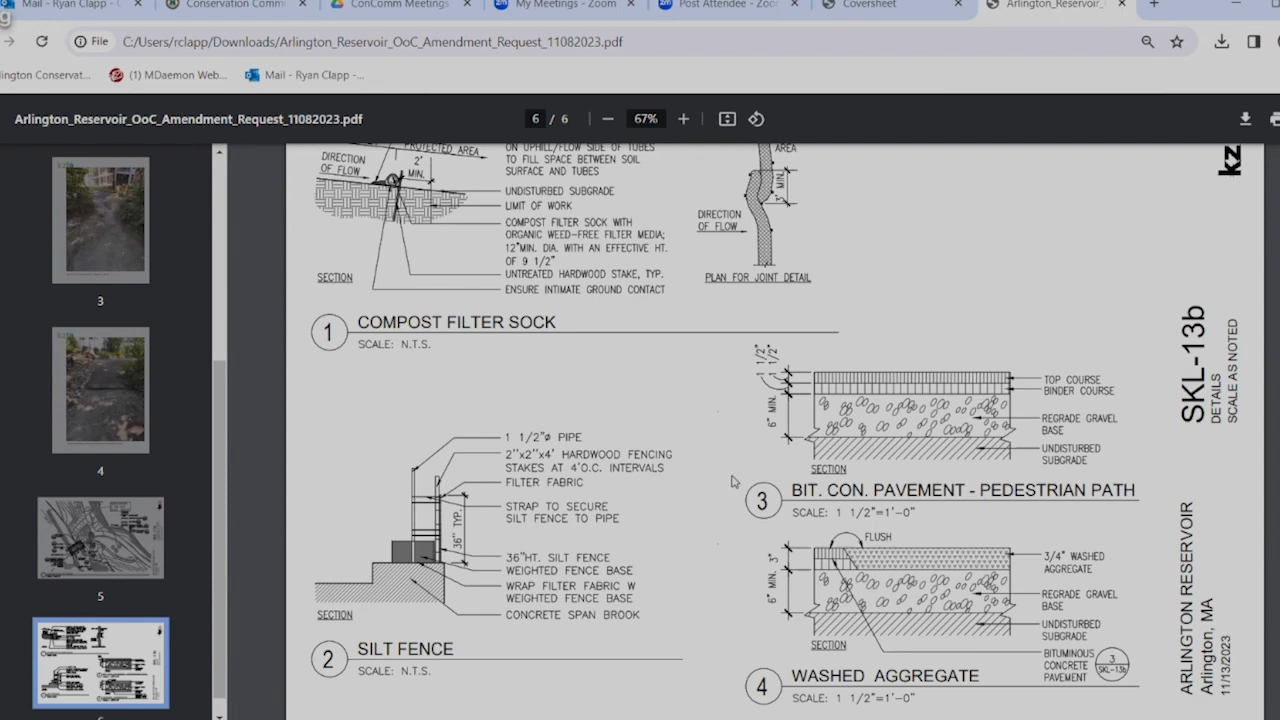 Mail - Ryan Clapp - C
Conservation Commi
ConComm Meetings
My Meetings - Zoom
Post Attendee - Zoo
Coversheet
Arlington_Reservoir_
File
C:/Users/rclapp/Downloads/Arlington_Reservoir_OoC_Amendment_Request_11082023.pdf
ington Conservat...
(1) MDaemon Web...
Mail - Ryan Clapp -...
Arlington_Reservoir_OoC_Amendment_Request_11082023.pdf
6 / 6
67%
3
4
5
PROTECTED AREA
DIRECTION
OF FLOW
2'
MIN.
ON UPHILL/FLOW SIDE OF TUBES
TO FILL SPACE BETWEEN SOIL
SURFACE AND TUBES
UNDISTURBED SUBGRADE
LIMIT OF WORK
COMPOST FILTER SOCK WITH
ORGANIC WEED-FREE FILTER MEDIA;
12"MIN. DIA. WITH AN EFFECTIVE HT.
OF 9 1/2"
UNTREATED HARDWOOD STAKE, TYP.
ENSURE INTIMATE GROUND CONTACT
SECTION
AREA
3' MIN.
DIRECTION
OF FLOW
PLAN FOR JOINT DETAIL
1
COMPOST FILTER SOCK
SCALE: N.T.S.
1 1/2"ø PIPE
2"x2"x4' HARDWOOD FENCING
STAKES AT 4'O.C. INTERVALS
FILTER FABRIC
STRAP TO SECURE
SILT FENCE TO PIPE
36" TYP.
36"HT. SILT FENCE
WEIGHTED FENCE BASE
WRAP FILTER FABRIC W
WEIGHTED FENCE BASE
CONCRETE SPAN BROOK
SECTION
2
SILT FENCE
SCALE: N.T.S.
1 1/2"
1 1/2"
6" MIN.
TOP COURSE
BINDER COURSE
REGRADE GRAVEL
BASE
UNDISTURBED
SUBGRADE
SECTION
3
BIT. CON. PAVEMENT - PEDESTRIAN PATH
SCALE: 1 1/2"=1'-0"
FLUSH
3"
6" MIN.
3/4" WASHED
AGGREGATE
REGRADE GRAVEL
BASE
UNDISTURBED
SUBGRADE
BITUMINOUS
CONCRETE
PAVEMENT
3
SKL-13b
SECTION
4
WASHED AGGREGATE
SCALE: 1 1/2"=1'-0"
kz
SKL-13b
DETAILS
SCALE AS NOTED
ARLINGTON RESERVOIR
Arlington, MA
11/13/2023